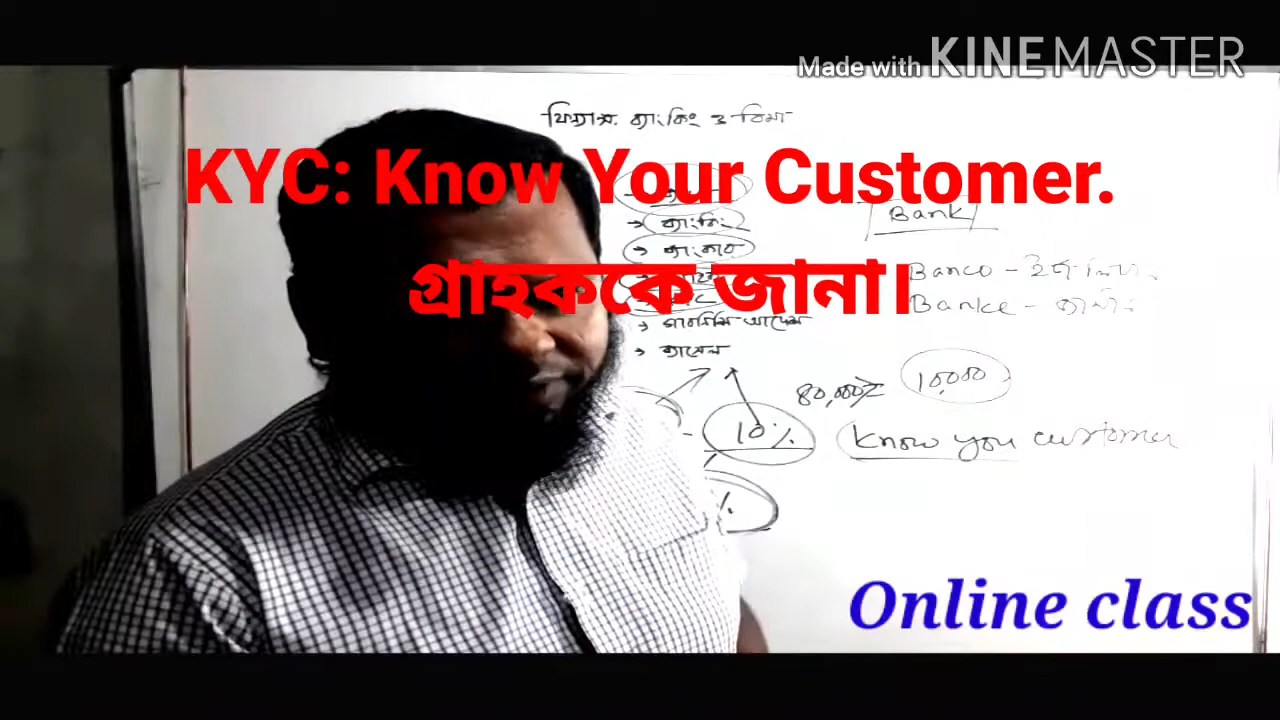 Made with KINEMASTER
ফিন্যান্স, ব্যাংকিং ও বিমা
KYC: Know Your Customer.
গ্রাহককে জানা।
→ ব্যাংকিং
→ ব্যাংকার
Bank
Banco -
Banke -
→
80,000/= 10,000
- 10% Know you customer
%
Online class